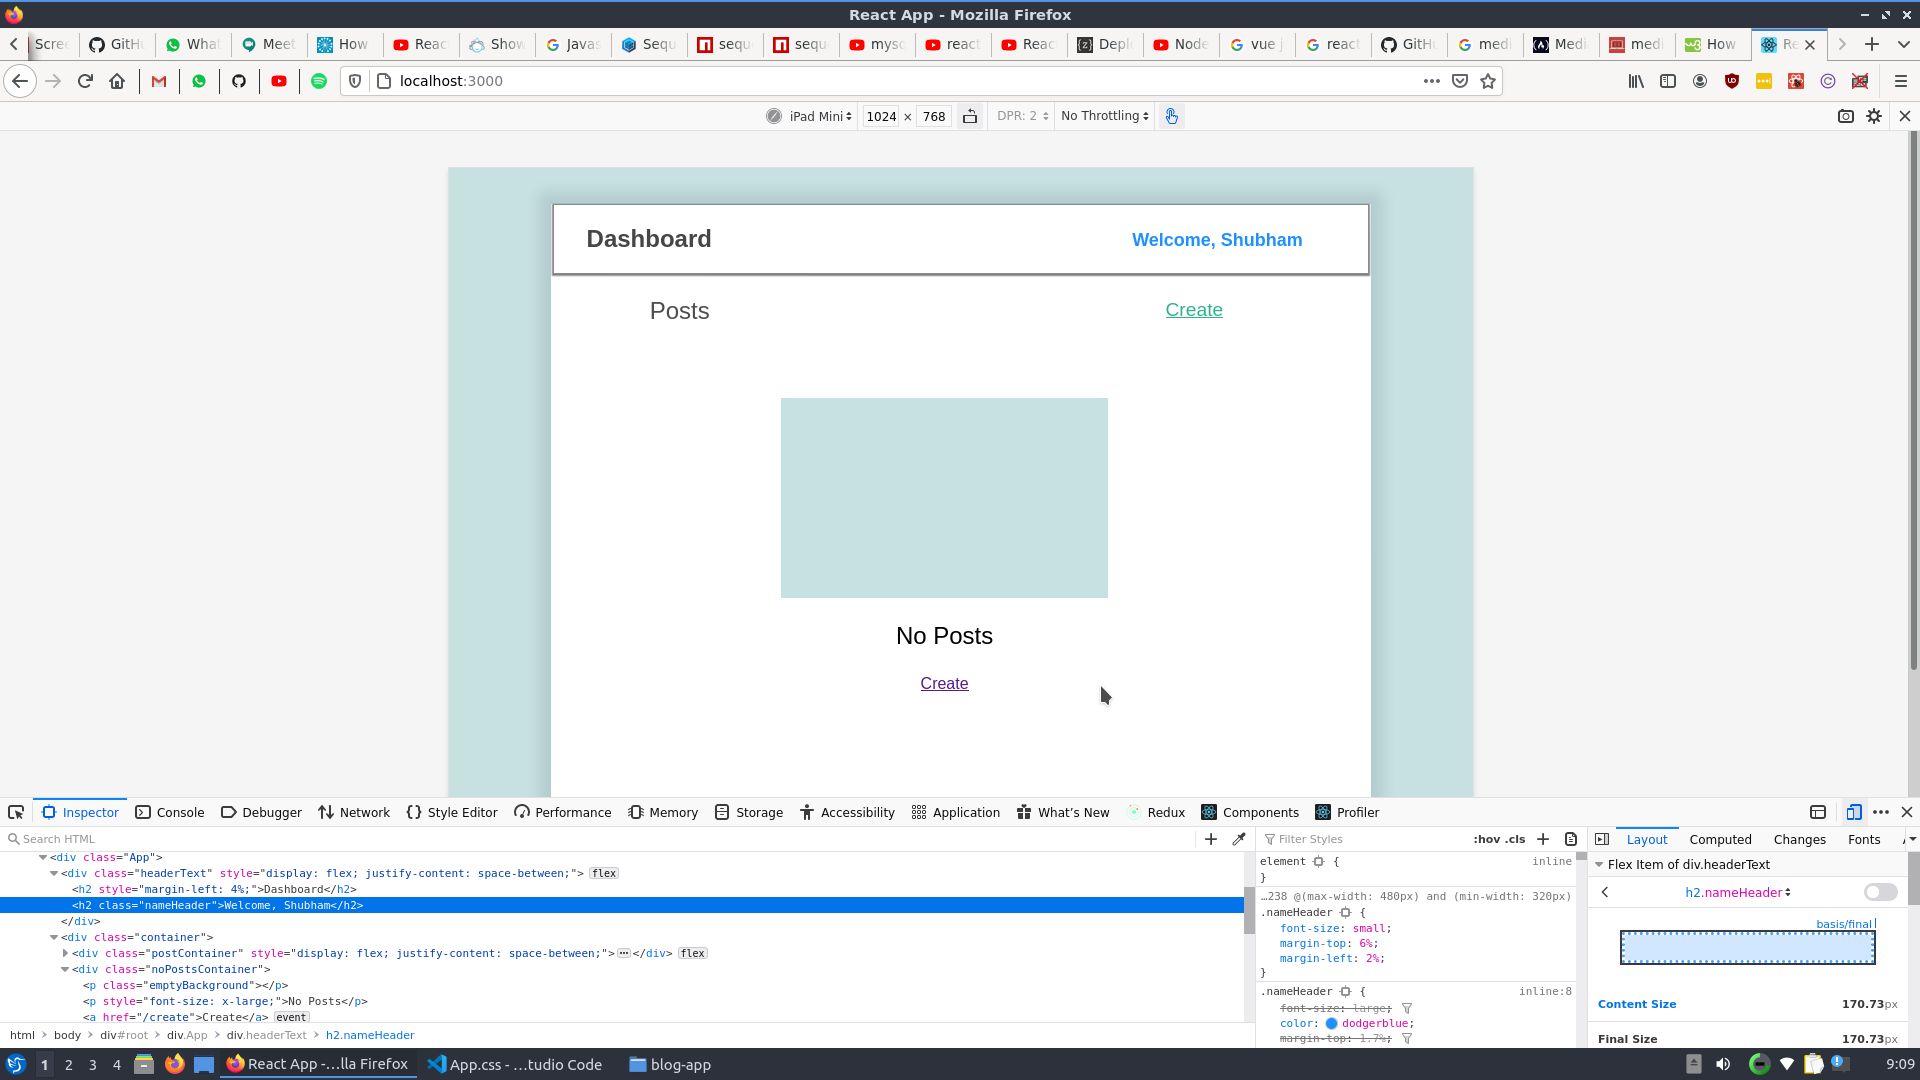 React App - Mozilla Firefox
Scree GitHu What Meet How Reac Show Javas Sequ sequ sequ mysq react Reac Deplo Node vue j react GitHu medi Medi medi How Re
localhost:3000
iPad Mini 1024 × 768 DPR: 2 No Throttling
Dashboard Welcome, Shubham
Posts Create
No Posts
Create
Inspector Console Debugger Network Style Editor Performance Memory Storage Accessibility Application What's New Redux Components Profiler
Search HTML
<div class="App">
<div class="headerText" style="display: flex; justify-content: space-between;"> flex
<h2 style="margin-left: 4%;">Dashboard</h2>
<h2 class="nameHeader">Welcome, Shubham</h2>
</div>
<div class="container">
<div class="postContainer" style="display: flex; justify-content: space-between;"> </div> flex
<div class="noPostsContainer">
<p class="emptyBackground"></p>
<p style="font-size: x-large;">No Posts</p>
<a href="/create">Create</a> event
html > body > div#root > div.App > div.headerText > h2.nameHeader
Filter Styles :hov .cls
element { inline
}
…238 @(max-width: 480px) and (min-width: 320px)
.nameHeader {
font-size: small;
margin-top: 6%;
margin-left: 2%;
}
.nameHeader { inline:8
font-size: large;
color: dodgerblue;
margin-top: 1.7%;
Layout Computed Changes Fonts
Flex Item of div.headerText
h2.nameHeader
basis/final
Content Size 170.73px
Final Size 170.73px
1 2 3 4 React App -...lla Firefox App.css - ...tudio Code blog-app 9:09